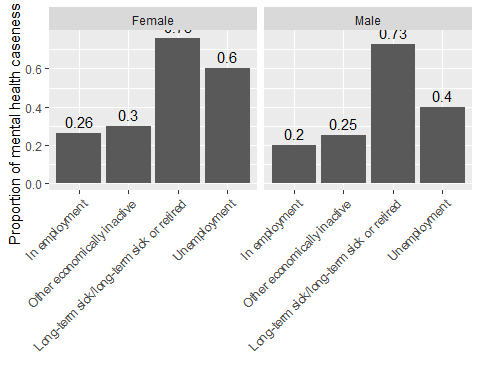 Female
Male
Proportion of mental health caseness
0.6
0.4
0.2
0.0
0.26
0.3
0.6
0.2
0.25
0.73
0.4
In employment
Other economically inactive
Long-term sick/long-term sick or retired
Unemployment
In employment
Other economically inactive
Long-term sick/long-term sick or retired
Unemployment